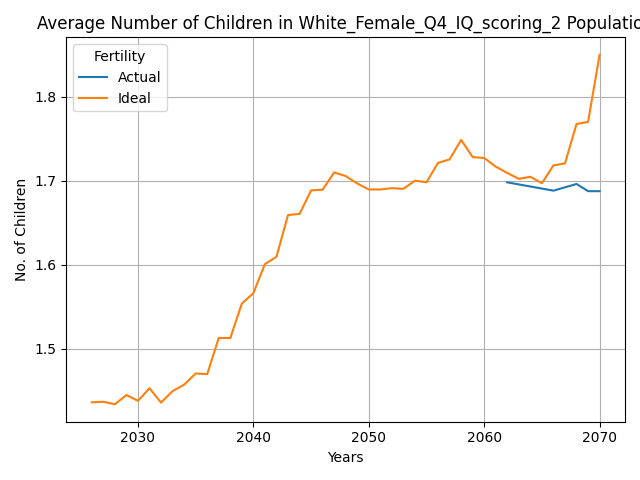 Average Number of Children in White_Female_Q4_IQ_scoring_2 Populatio
Fertility
Actual
Ideal
1.8
1.7
1.6
1.5
No. of Children
2030 2040 2050 2060 2070
Years